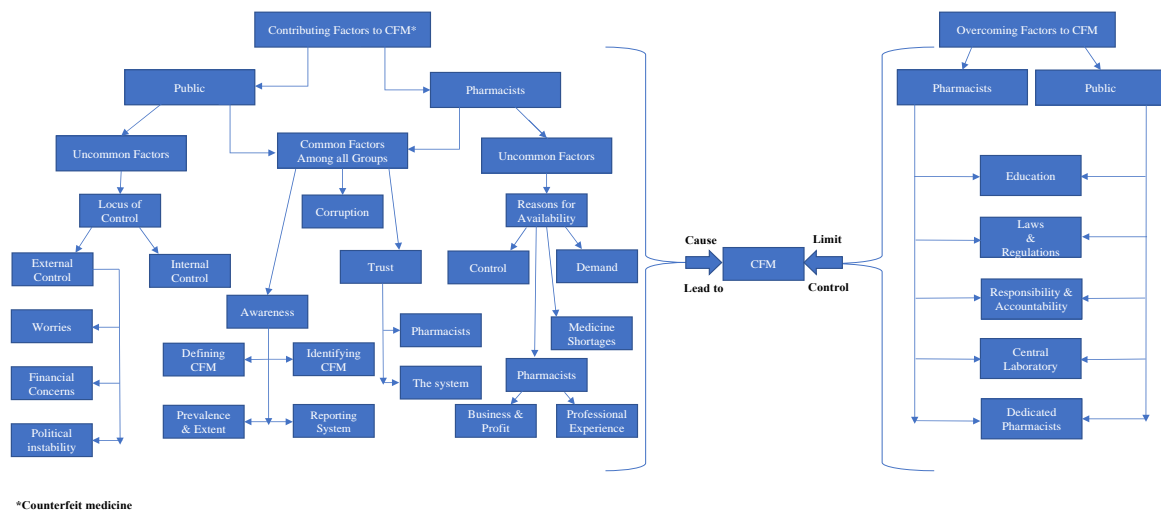 Contributing Factors to CFM*
Overcoming Factors to CFM
Public
Pharmacists
Pharmacists
Public
Uncommon Factors
Common Factors
Among all Groups
Uncommon Factors
Education
Locus of
Control
Corruption
Reasons for
Availability
Laws
&
Regulations
External
Control
Internal
Control
Trust
Control
Demand
Cause
Lead to
CFM
Limit
Control
Responsibility &
Accountability
Worries
Awareness
Pharmacists
Medicine
Shortages
Central
Laboratory
Defining
CFM
Identifying
CFM
Financial
Concerns
The system
Pharmacists
Prevalence
& Extent
Reporting
System
Business &
Profit
Professional
Experience
Dedicated
Pharmacists
Political
instability
*Counterfeit medicine